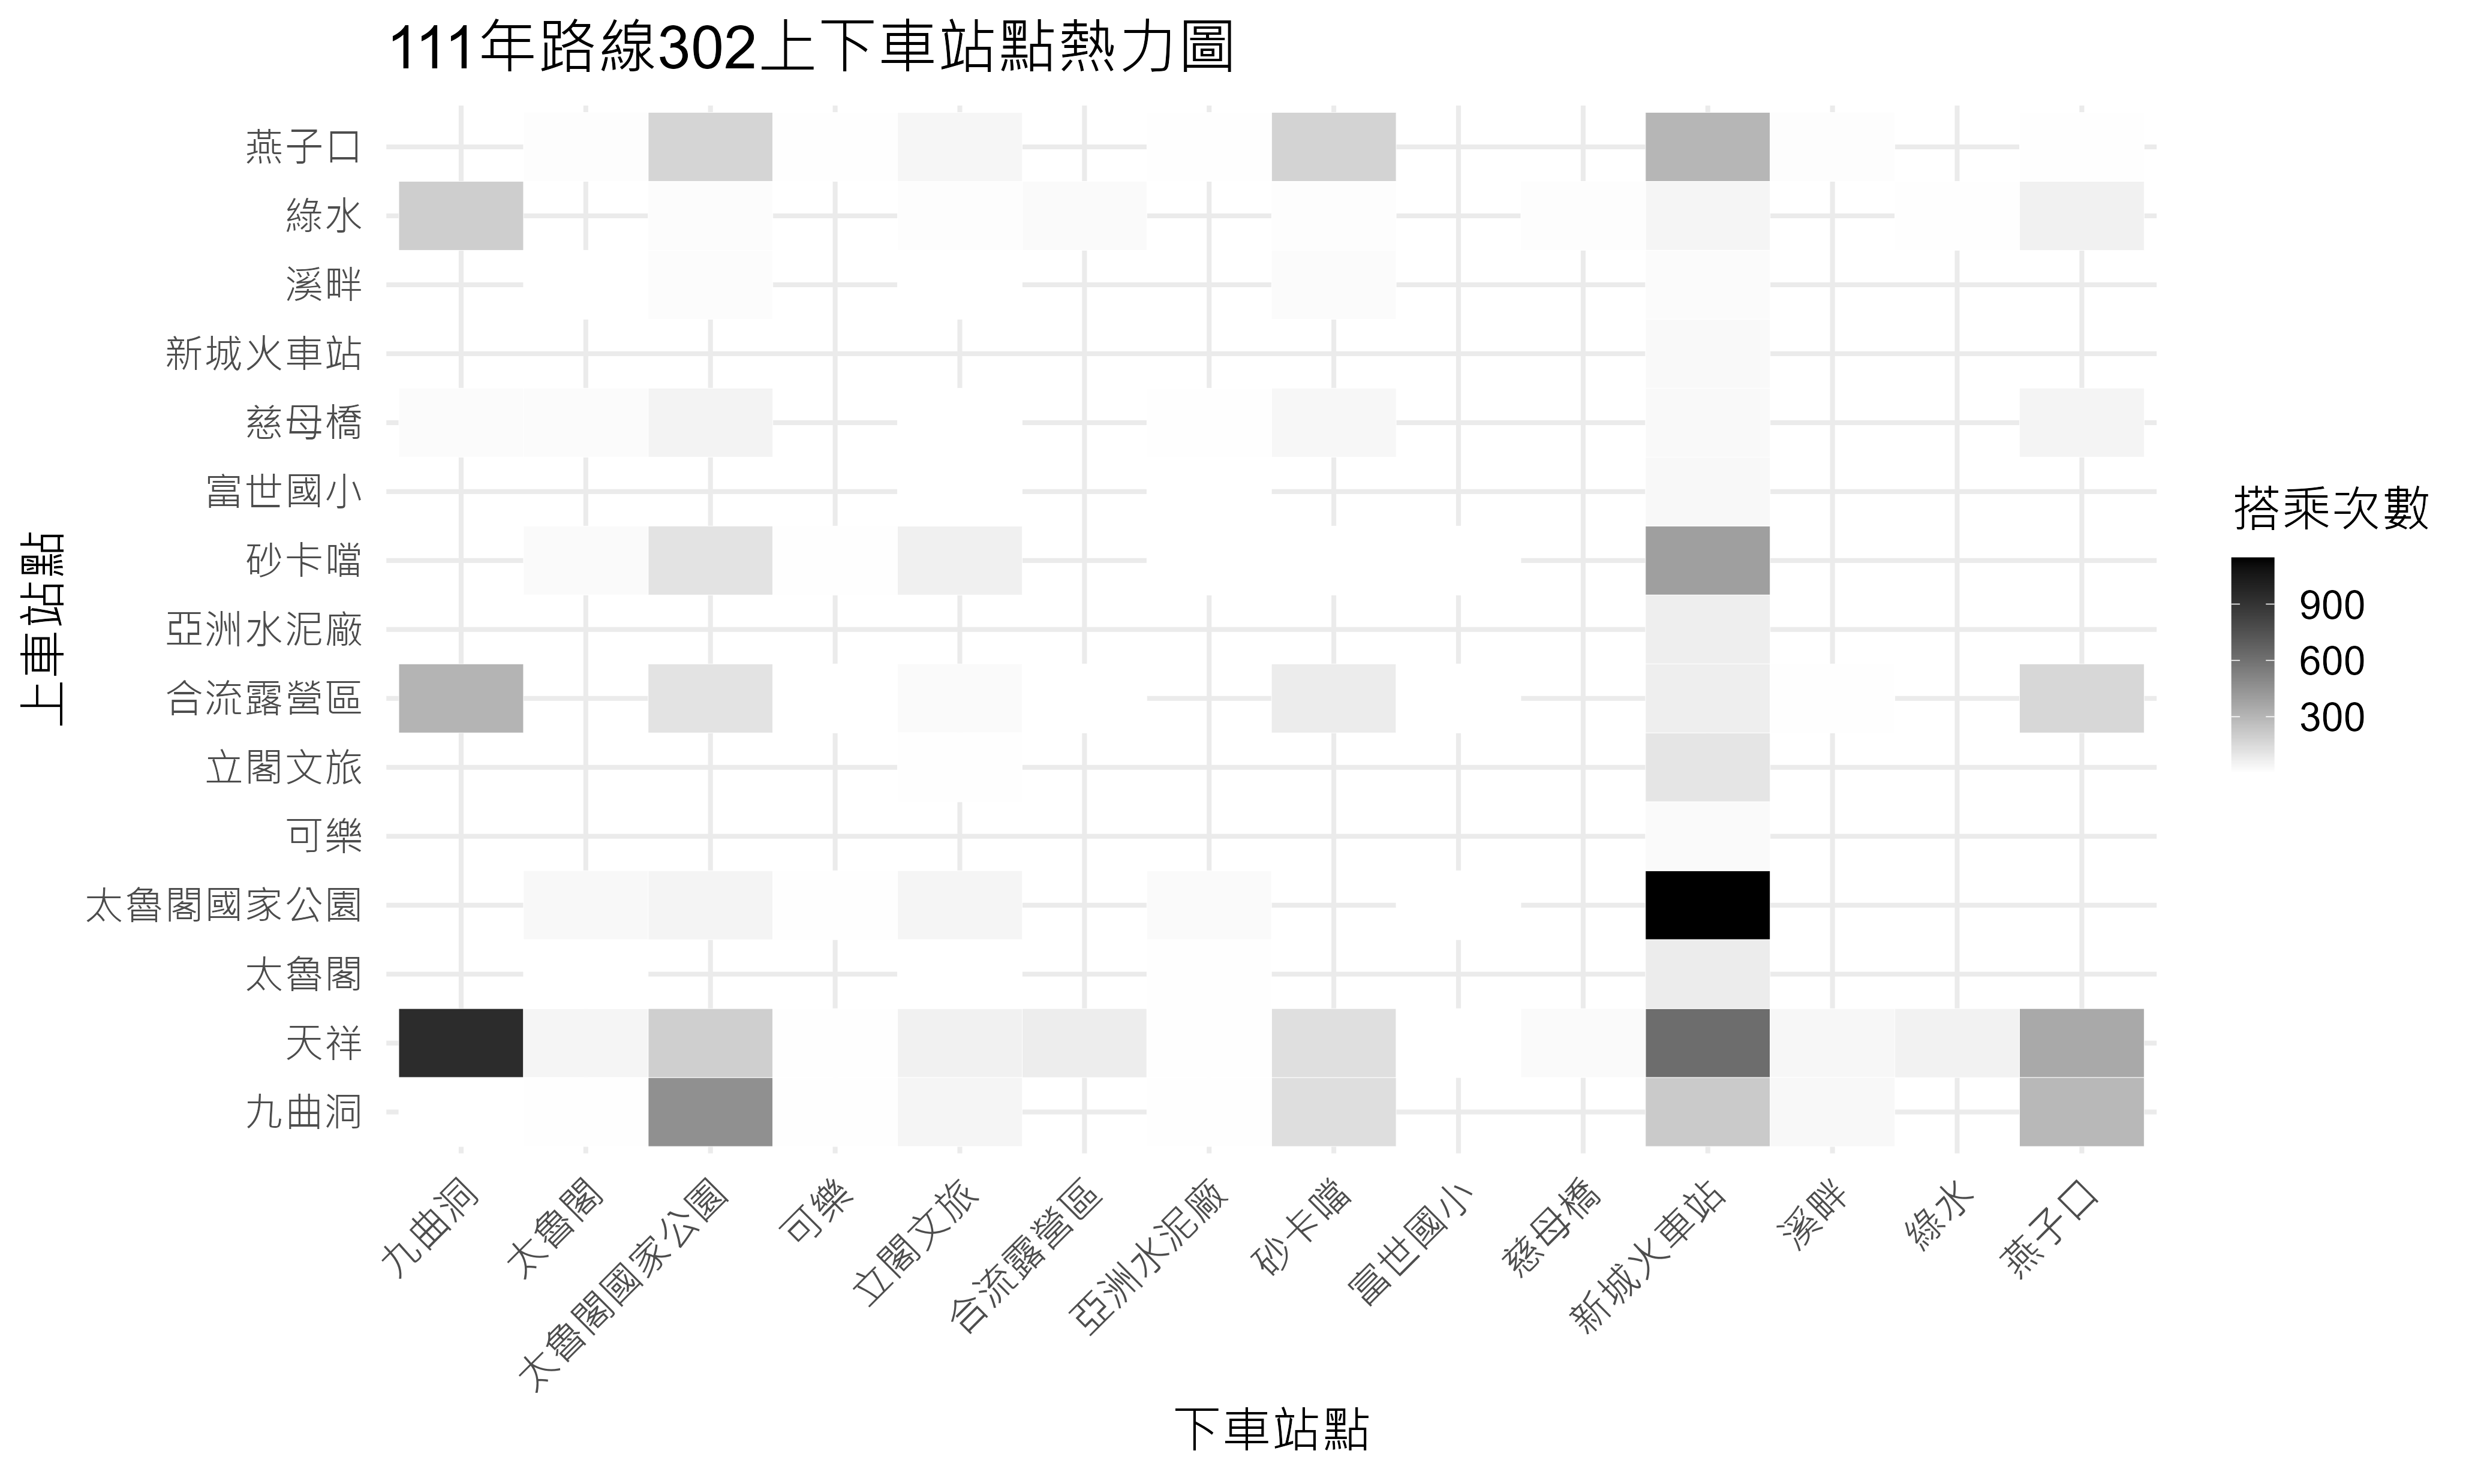 111年路線302上下車站點熱力圖
上車站點
燕子口
綠水
溪畔
新城火車站
慈母橋
富世國小
砂卡噹
亞洲水泥廠
合流露營區
立閣文旅
可樂
太魯閣國家公園
太魯閣
天祥
九曲洞
九曲洞
太魯閣
太魯閣國家公園
可樂
立閣文旅
合流露營區
亞洲水泥廠
砂卡噹
富世國小
慈母橋
新城火車站
溪畔
綠水
燕子口
下車站點
搭乘次數
900
600
300